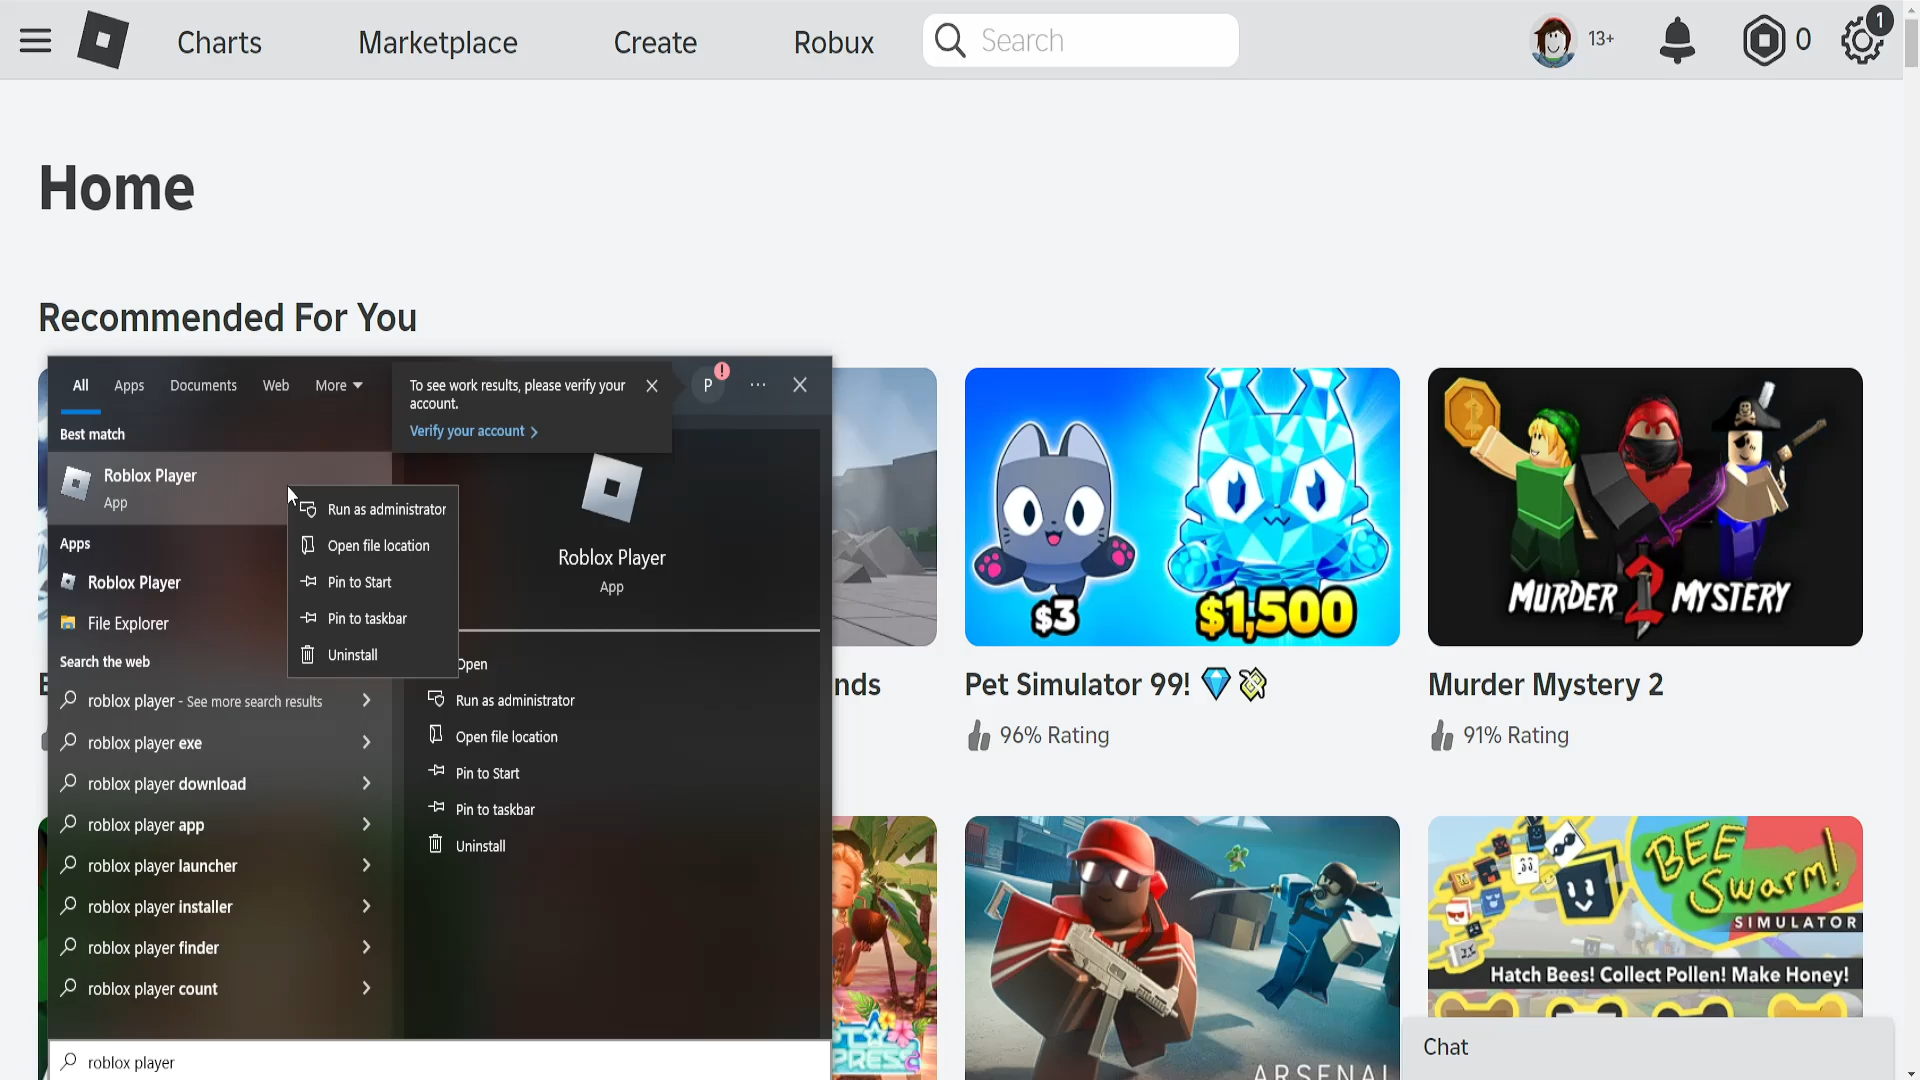 Charts
Marketplace
Create
Robux
Search
13+
0
1
Home
Recommended For You
All
Apps
Documents
Web
More
To see work results, please verify your
account.
Verify your account
P
!
Best match
Roblox Player
App
Apps
Roblox Player
File Explorer
Search the web
roblox player - See more search results
roblox player exe
roblox player download
roblox player app
roblox player launcher
roblox player installer
roblox player finder
roblox player count
roblox player
Run as administrator
Open file location
Pin to Start
Pin to taskbar
Uninstall
Roblox Player
App
Open
Run as administrator
Open file location
Pin to Start
Pin to taskbar
Uninstall
nds
$3
$1,500
Pet Simulator 99!
96% Rating
MURDER 2 MYSTERY
Murder Mystery 2
91% Rating
PRESS
ARSENAL
BEE
SWARM!
SIMULATOR
Hatch Bees! Collect Pollen! Make Honey!
Chat